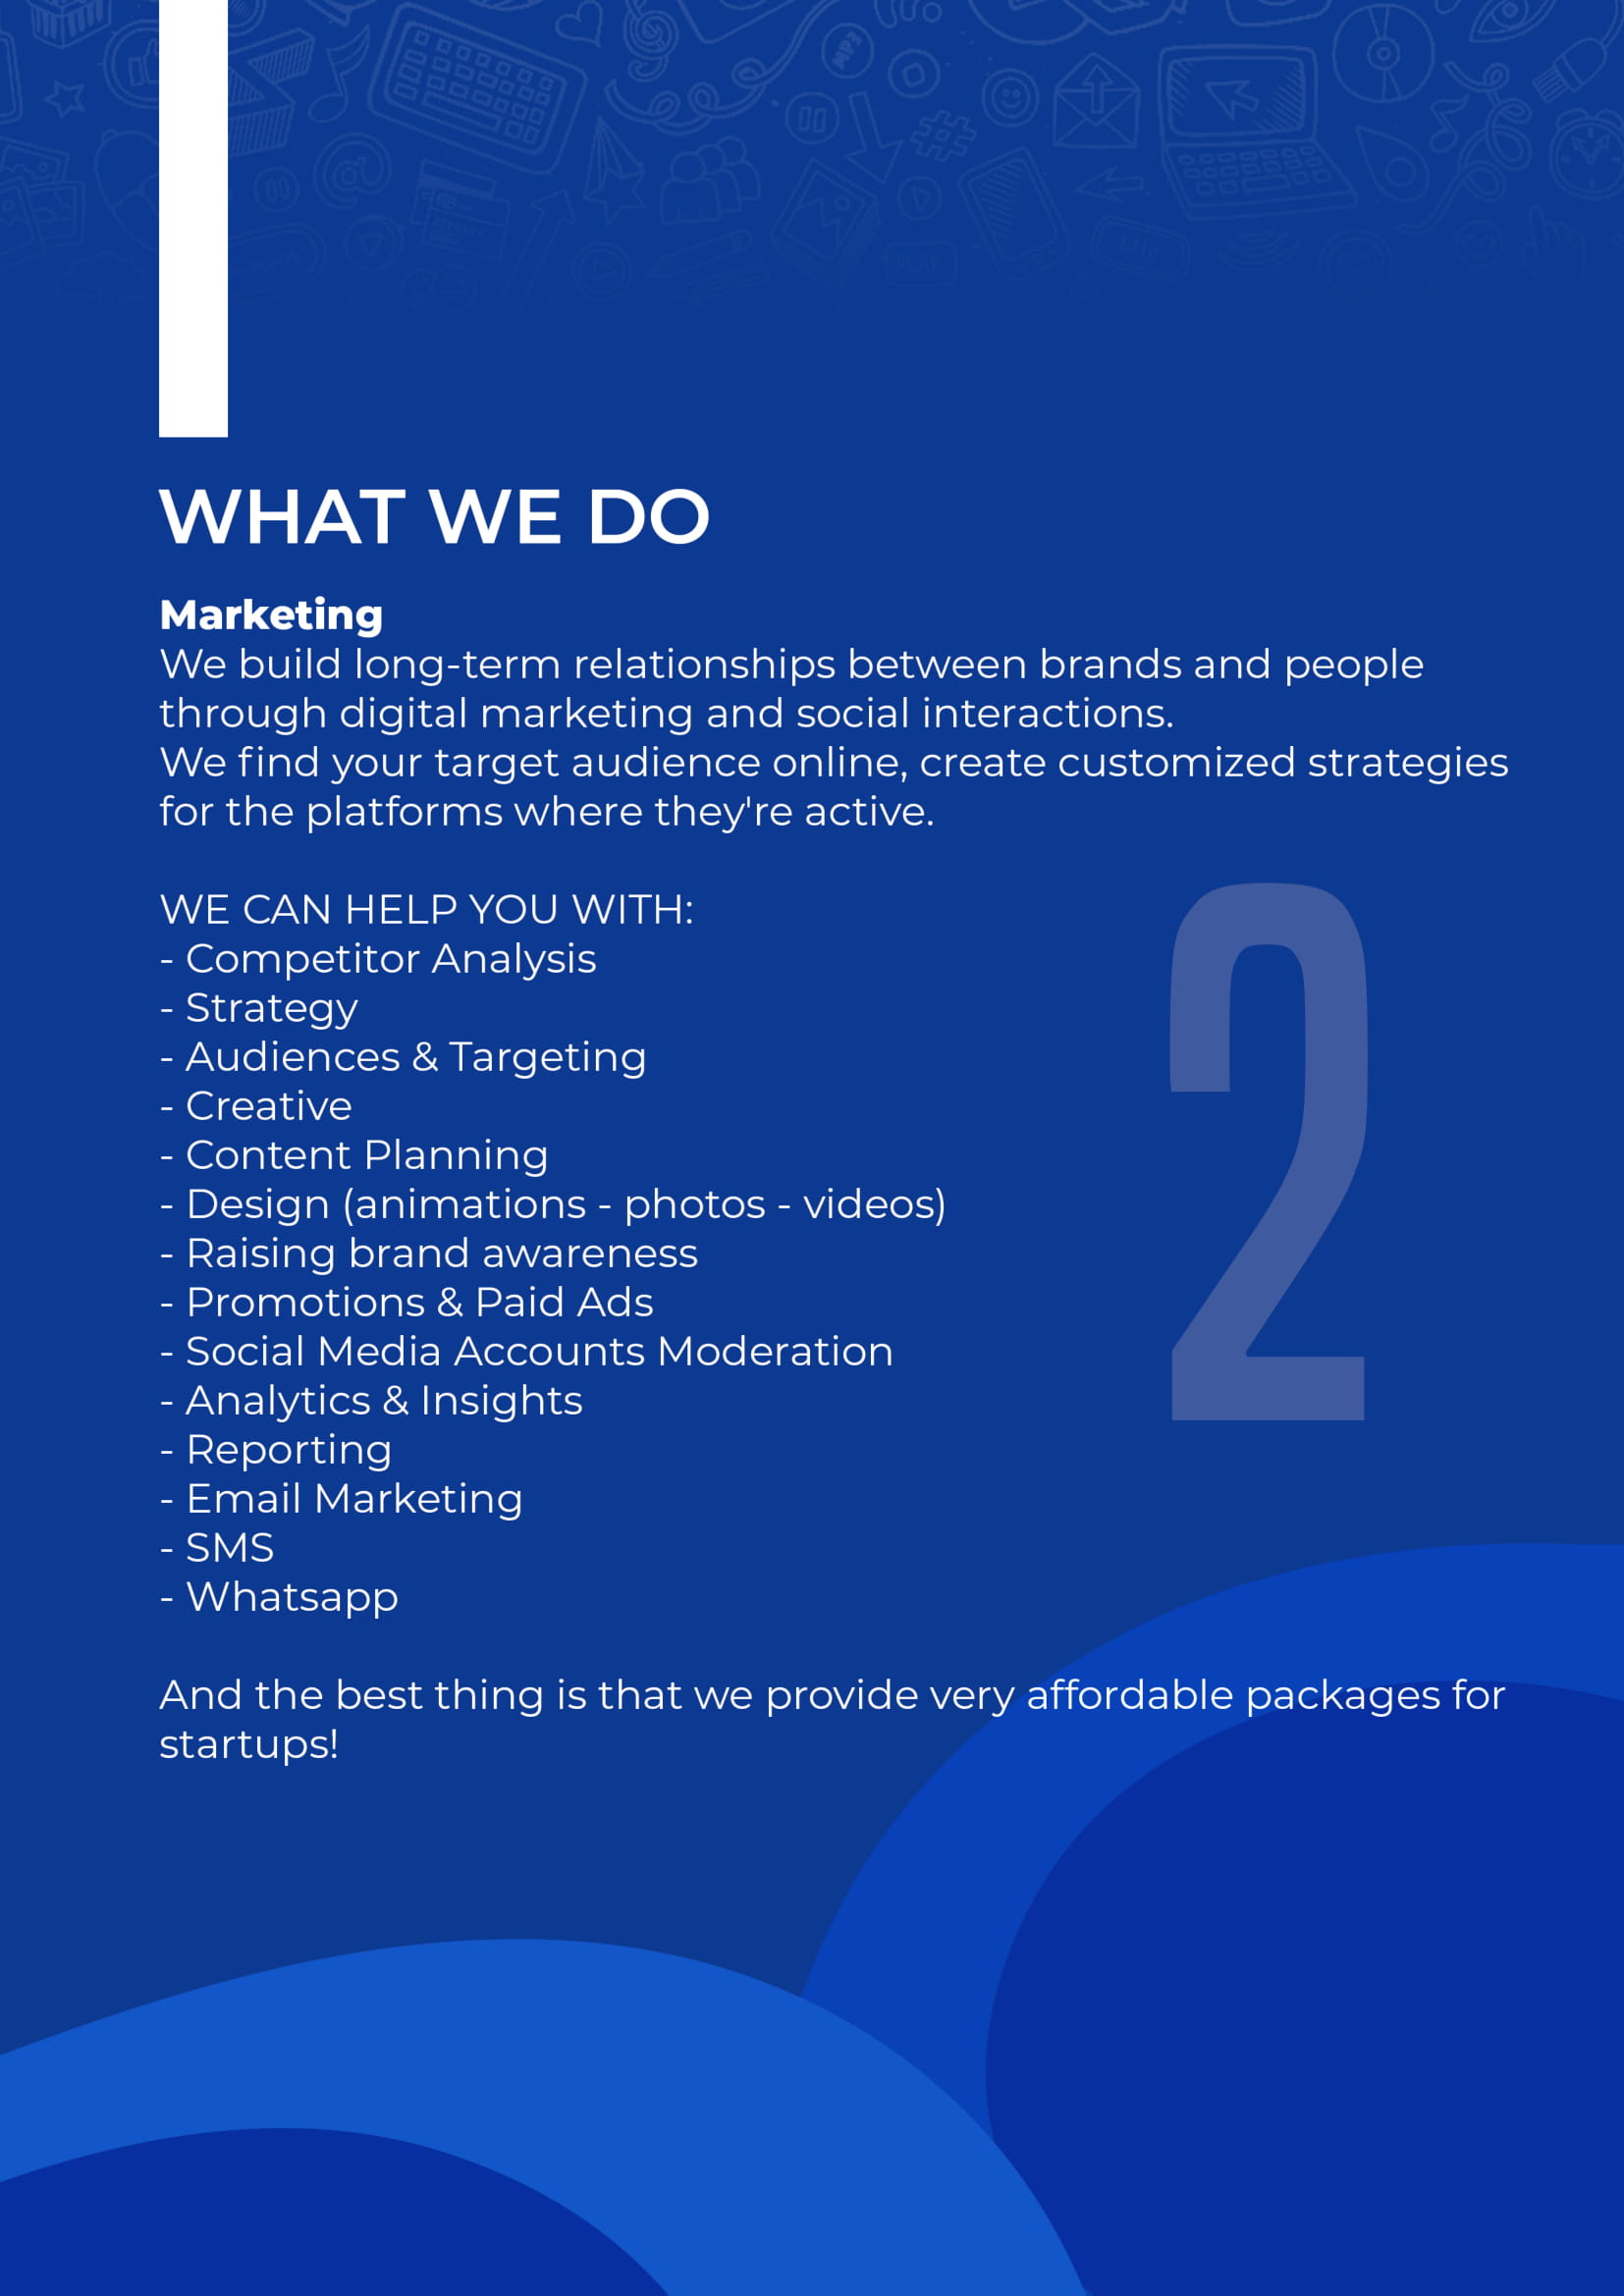 MP3
PLAY
WHAT WE DO
Marketing
We build long-term relationships between brands and people
through digital marketing and social interactions.
We find your target audience online, create customized strategies
for the platforms where they're active.
WE CAN HELP YOU WITH:
- Competitor Analysis
- Strategy
- Audiences & Targeting
- Creative
- Content Planning
- Design (animations - photos - videos)
- Raising brand awareness
- Promotions & Paid Ads
- Social Media Accounts Moderation
- Analytics & Insights
- Reporting
- Email Marketing
- SMS
- Whatsapp
2
And the best thing is that we provide very affordable packages for
startups!